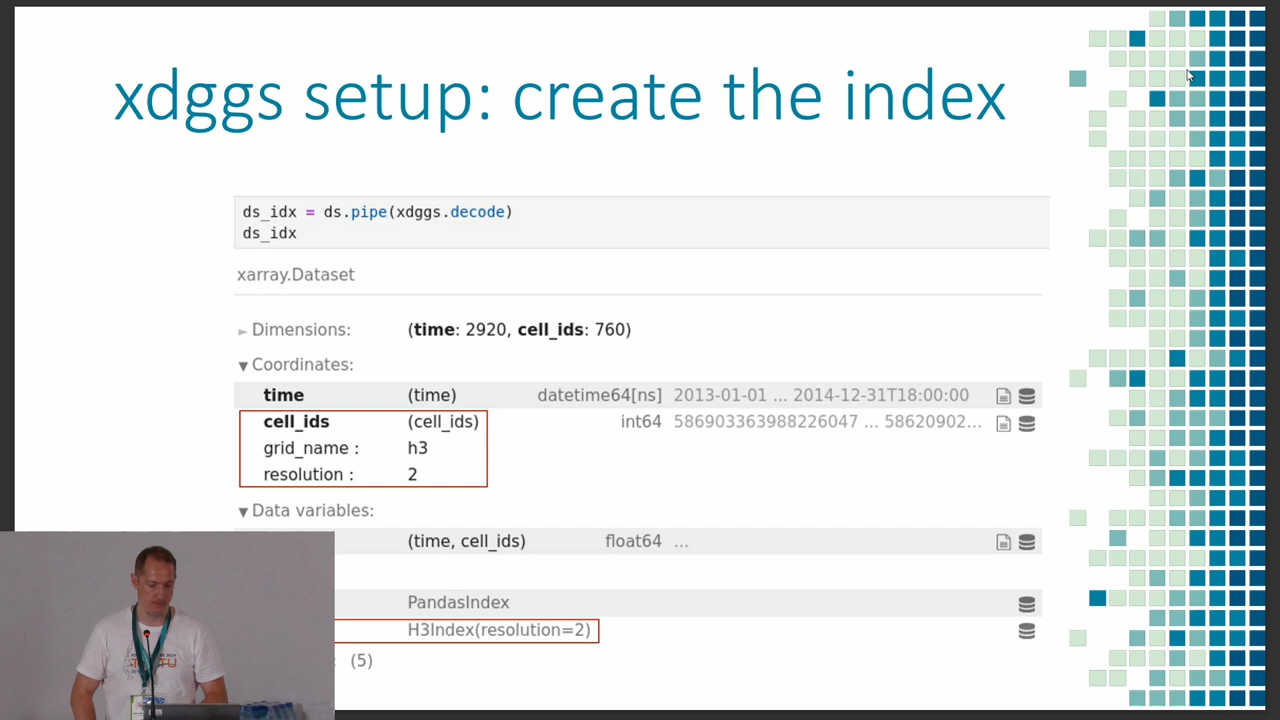 xdggs setup: create the index
ds_idx = ds.pipe(xdggs.decode)
ds_idx
xarray.Dataset
► Dimensions: (time: 2920, cell_ids: 760)
▼ Coordinates:
time (time) datetime64[ns] 2013-01-01 ... 2014-12-31T18:00:00
cell_ids (cell_ids) int64 586903363988226047 ... 58620902...
grid_name : h3
resolution : 2
▼ Data variables:
(time, cell_ids) float64 ...
PandasIndex
H3Index(resolution=2)
(5)